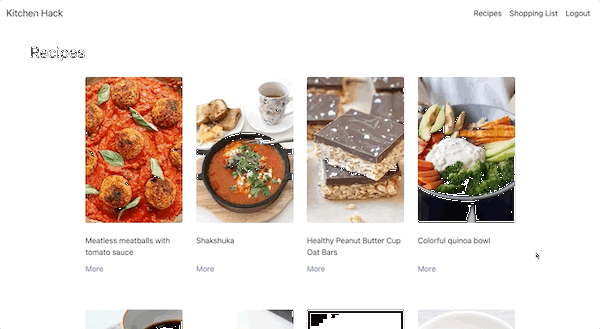 Kitchen Hack
Recipes Shopping List Logout
Recipes
Meatless meatballs with
tomato sauce
More
Shakshuka
More
Healthy Peanut Butter Cup
Oat Bars
More
Colorful quinoa bowl
More